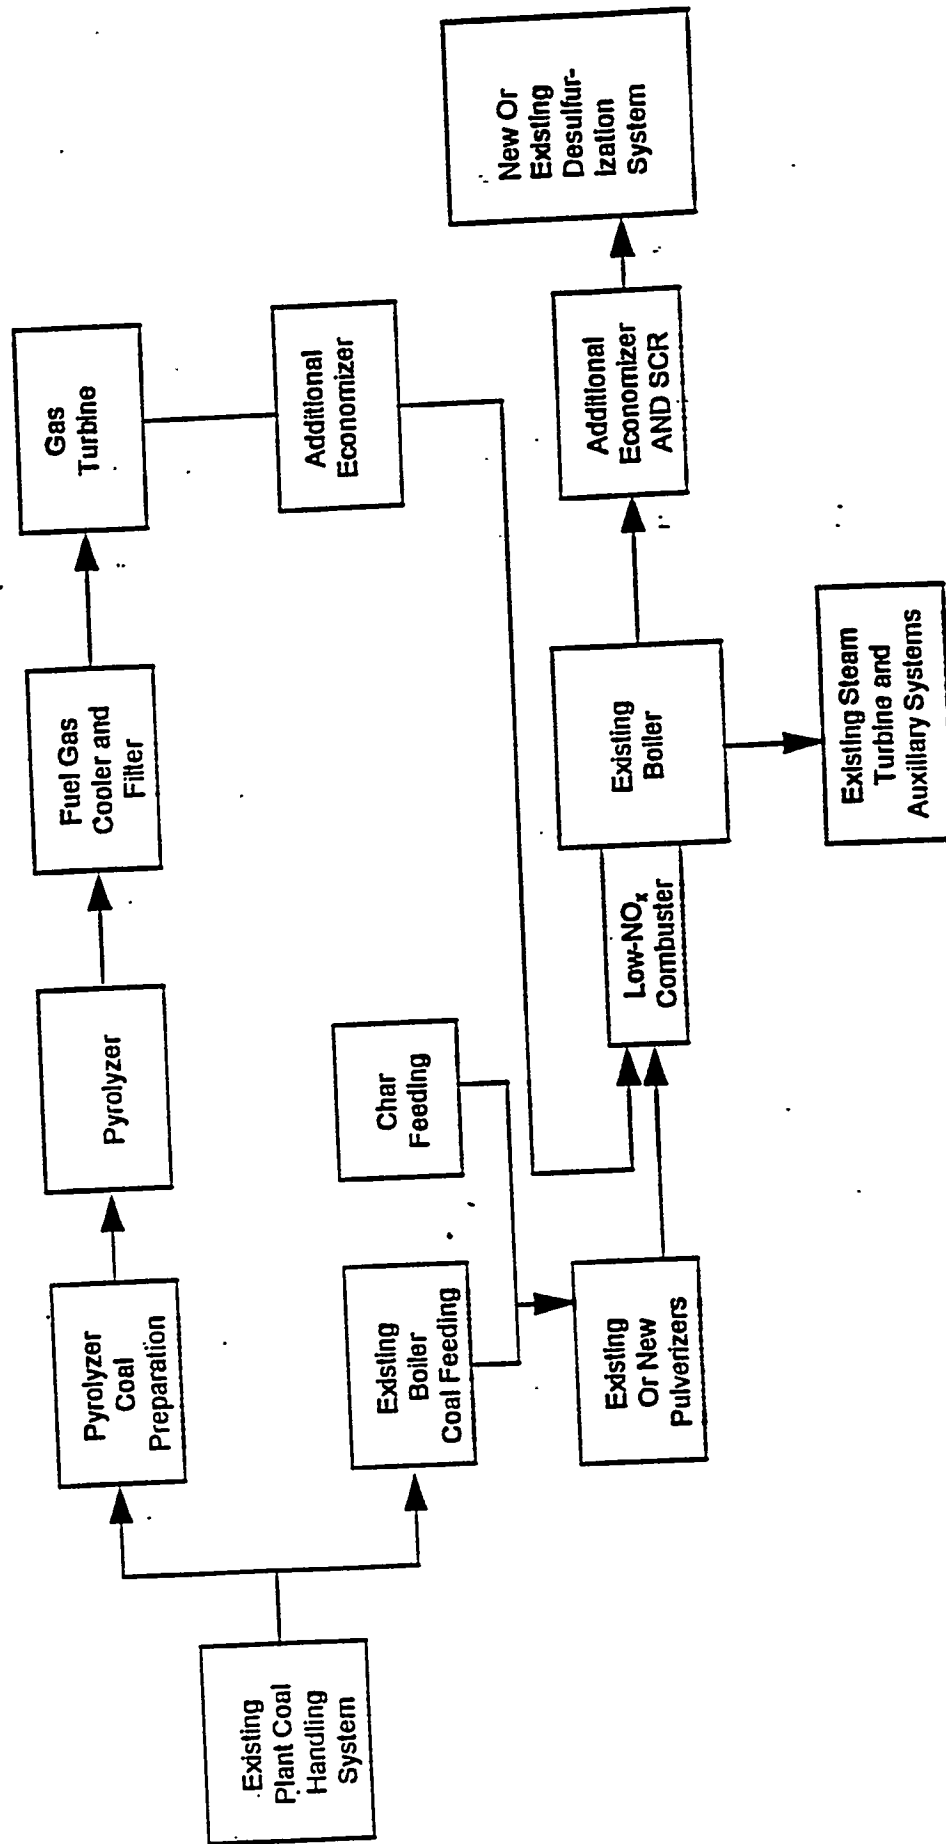 Existing
Plant Coal
Handling
System
Pyrolyzer
Coal
Preparation
Pyrolyzer
Fuel Gas
Cooler and
Filter
Gas
Turbine
Additional
Economizer
Existing
Boiler
Coal Feeding
Char
Feeding
Existing
Or New
Pulverizers
Low-NOx
Combuster
Existing
Boiler
Additional
Economizer
AND SCR
New Or
Existing
Desulfur-
ization
System
Existing Steam
Turbine and
Auxiliary Systems